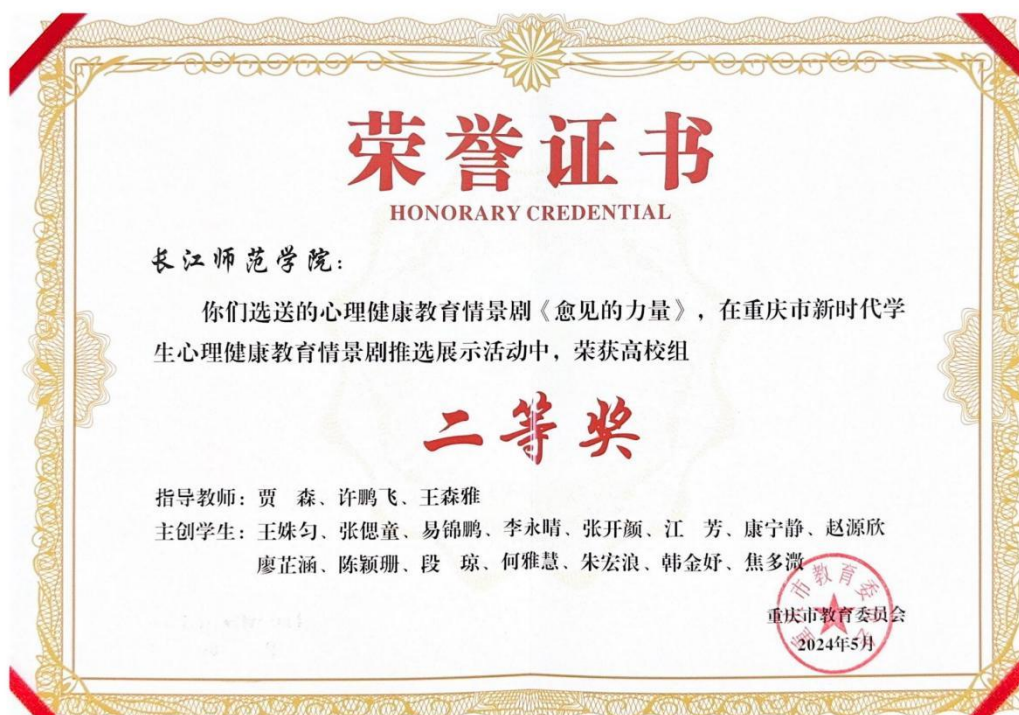 荣誉证书
HONORARY CREDENTIAL
长江师范学院：
你们选送的心理健康教育情景剧《愈见的力量》，在重庆市新时代学
生心理健康教育情景剧推选展示活动中，荣获高校组
二等奖
指导教师：贾　森、许鹏飞、王森雅
主创学生：王姝匀、张偲童、易锦鹏、李永晴、张开颜、江　芳、康宁静、赵源欣
廖芷涵、陈颖珊、段　琼、何雅慧、朱宏浪、韩金妤、焦多溦
重庆市教育委员会
2024年5月